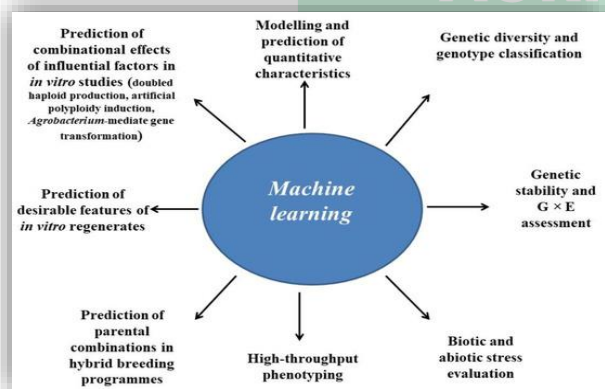 Prediction of
combinational effects
of influential factors in
in vitro studies (doubled
haploid production, artificial
polyploidy induction,
Agrobacterium-mediate gene
transformation)
Modelling and
prediction of
quantitative
characteristics
Genetic diversity and
genotype classification
Machine
learning
Genetic
stability and
G × E
assessment
Prediction of
desirable features of
in vitro regenerates
Prediction of
parental
combinations in
hybrid breeding
programmes
High-throughput
phenotyping
Biotic and
abiotic stress
evaluation